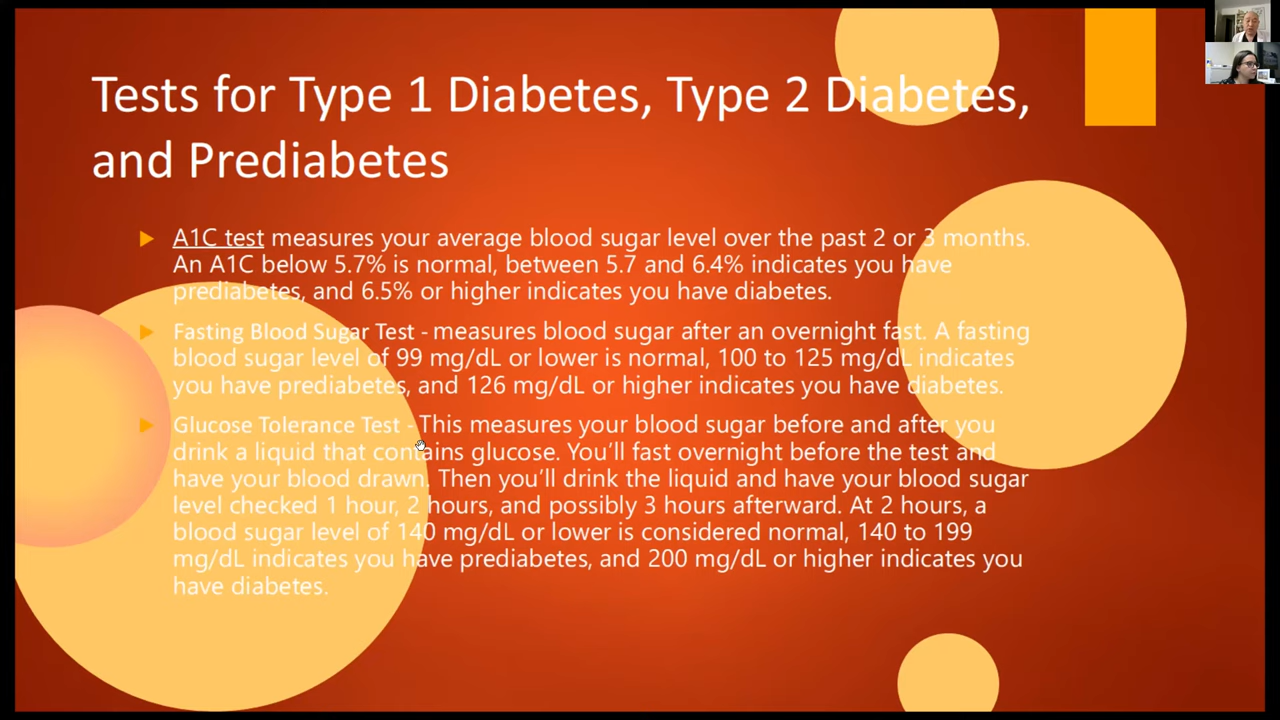 Tests for Type 1 Diabetes, Type 2 Diabetes,
and Prediabetes
A1C test measures your average blood sugar level over the past 2 or 3 months.
An A1C below 5.7% is normal, between 5.7 and 6.4% indicates you have
prediabetes, and 6.5% or higher indicates you have diabetes.
Fasting Blood Sugar Test - measures blood sugar after an overnight fast. A fasting
blood sugar level of 99 mg/dL or lower is normal, 100 to 125 mg/dL indicates
you have prediabetes, and 126 mg/dL or higher indicates you have diabetes.
Glucose Tolerance Test - This measures your blood sugar before and after you
drink a liquid that contains glucose. You’ll fast overnight before the test and
have your blood drawn. Then you’ll drink the liquid and have your blood sugar
level checked 1 hour, 2 hours, and possibly 3 hours afterward. At 2 hours, a
blood sugar level of 140 mg/dL or lower is considered normal, 140 to 199
mg/dL indicates you have prediabetes, and 200 mg/dL or higher indicates you
have diabetes.